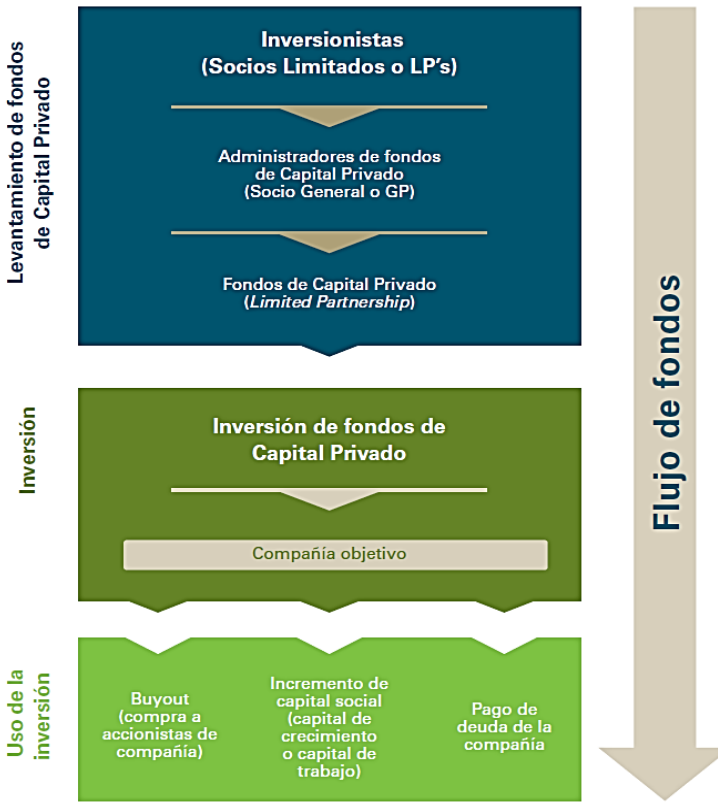 Levantamiento de fondos
de Capital Privado
Inversionistas
(Socios Limitados o LP's)
Administradores de fondos
de Capital Privado
(Socio General o GP)
Fondos de Capital Privado
(Limited Partnership)
Inversión
Inversión de fondos de
Capital Privado
Compañía objetivo
Uso de la
inversión
Buyout
(compra a
accionistas de
compañía)
Incremento de
capital social
(capital de
crecimiento
o capital de
trabajo)
Pago de
deuda de la
compañía
Flujo de fondos